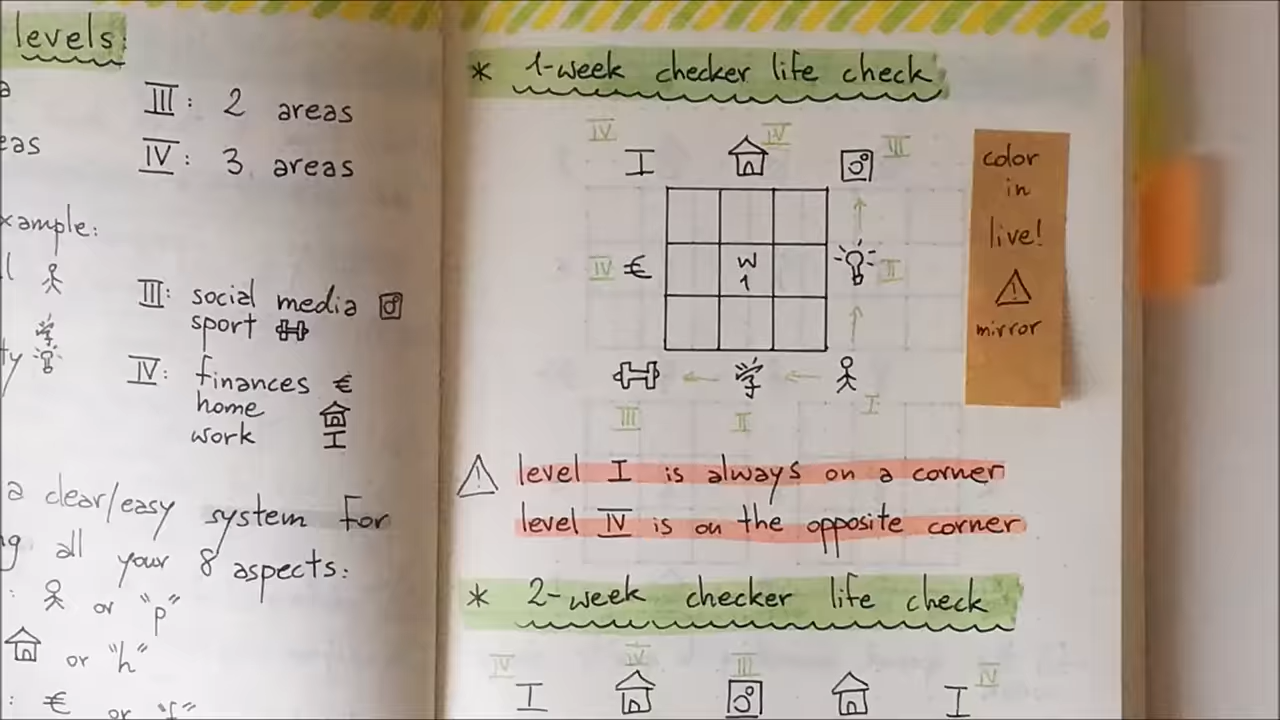 levels
III: 2 areas
IV: 3 areas
III: social media
sport
IV: finances €
home
work I
a clear/easy system for
all your 8 aspects:
or "p"
or "h"
: € or
* 1-week checker life check
IV IV III
I
IV € W II
1
III II I
color
in
live!
mirror
level I is always on a corner
level IV is on the opposite corner
* 2-week checker life check
IV IV III IV
I I